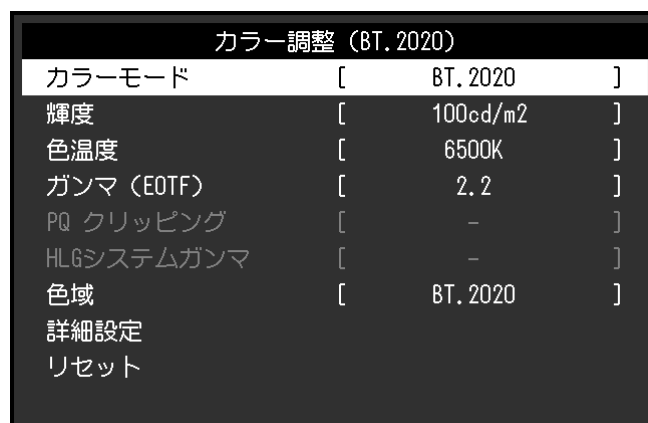 カラー調整（BT.2020）
カラーモード [ BT.2020 ]
輝度 [ 100cd/m2 ]
色温度 [ 6500K ]
ガンマ（EOTF） [ 2.2 ]
PQ クリッピング [ - ]
HLGシステムガンマ [ - ]
色域 [ BT.2020 ]
詳細設定
リセット